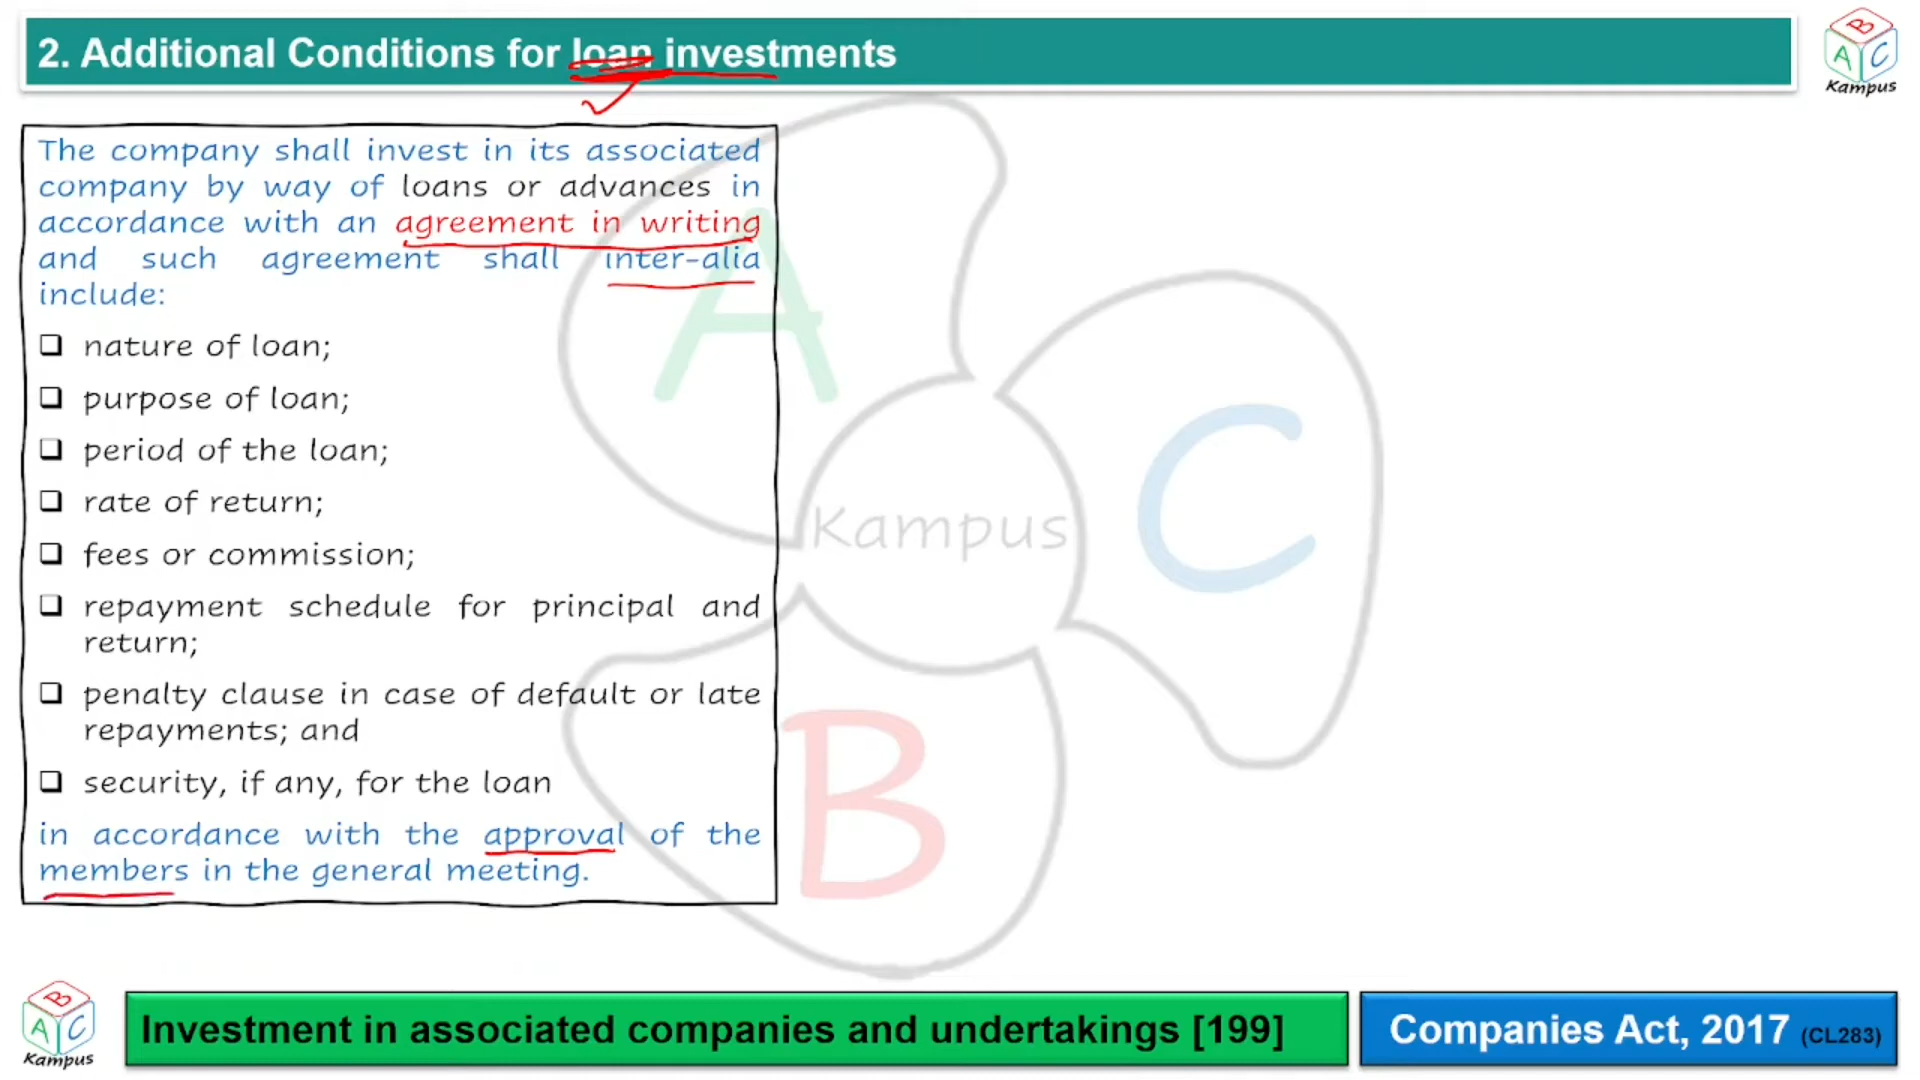 2. Additional Conditions for loan investments
B
A C
Kampus
The company shall invest in its associated
company by way of loans or advances in
accordance with an agreement in writing
and such agreement shall inter-alia
include:
❑ nature of loan;
❑ purpose of loan;
❑ period of the loan;
❑ rate of return;
❑ fees or commission;
❑ repayment schedule for principal and
return;
❑ penalty clause in case of default or late
repayments; and
❑ security, if any, for the loan
in accordance with the approval of the
members in the general meeting.
A
C
Kampus
B
B
A C
Kampus
Investment in associated companies and undertakings [199]
Companies Act, 2017 (CL283)